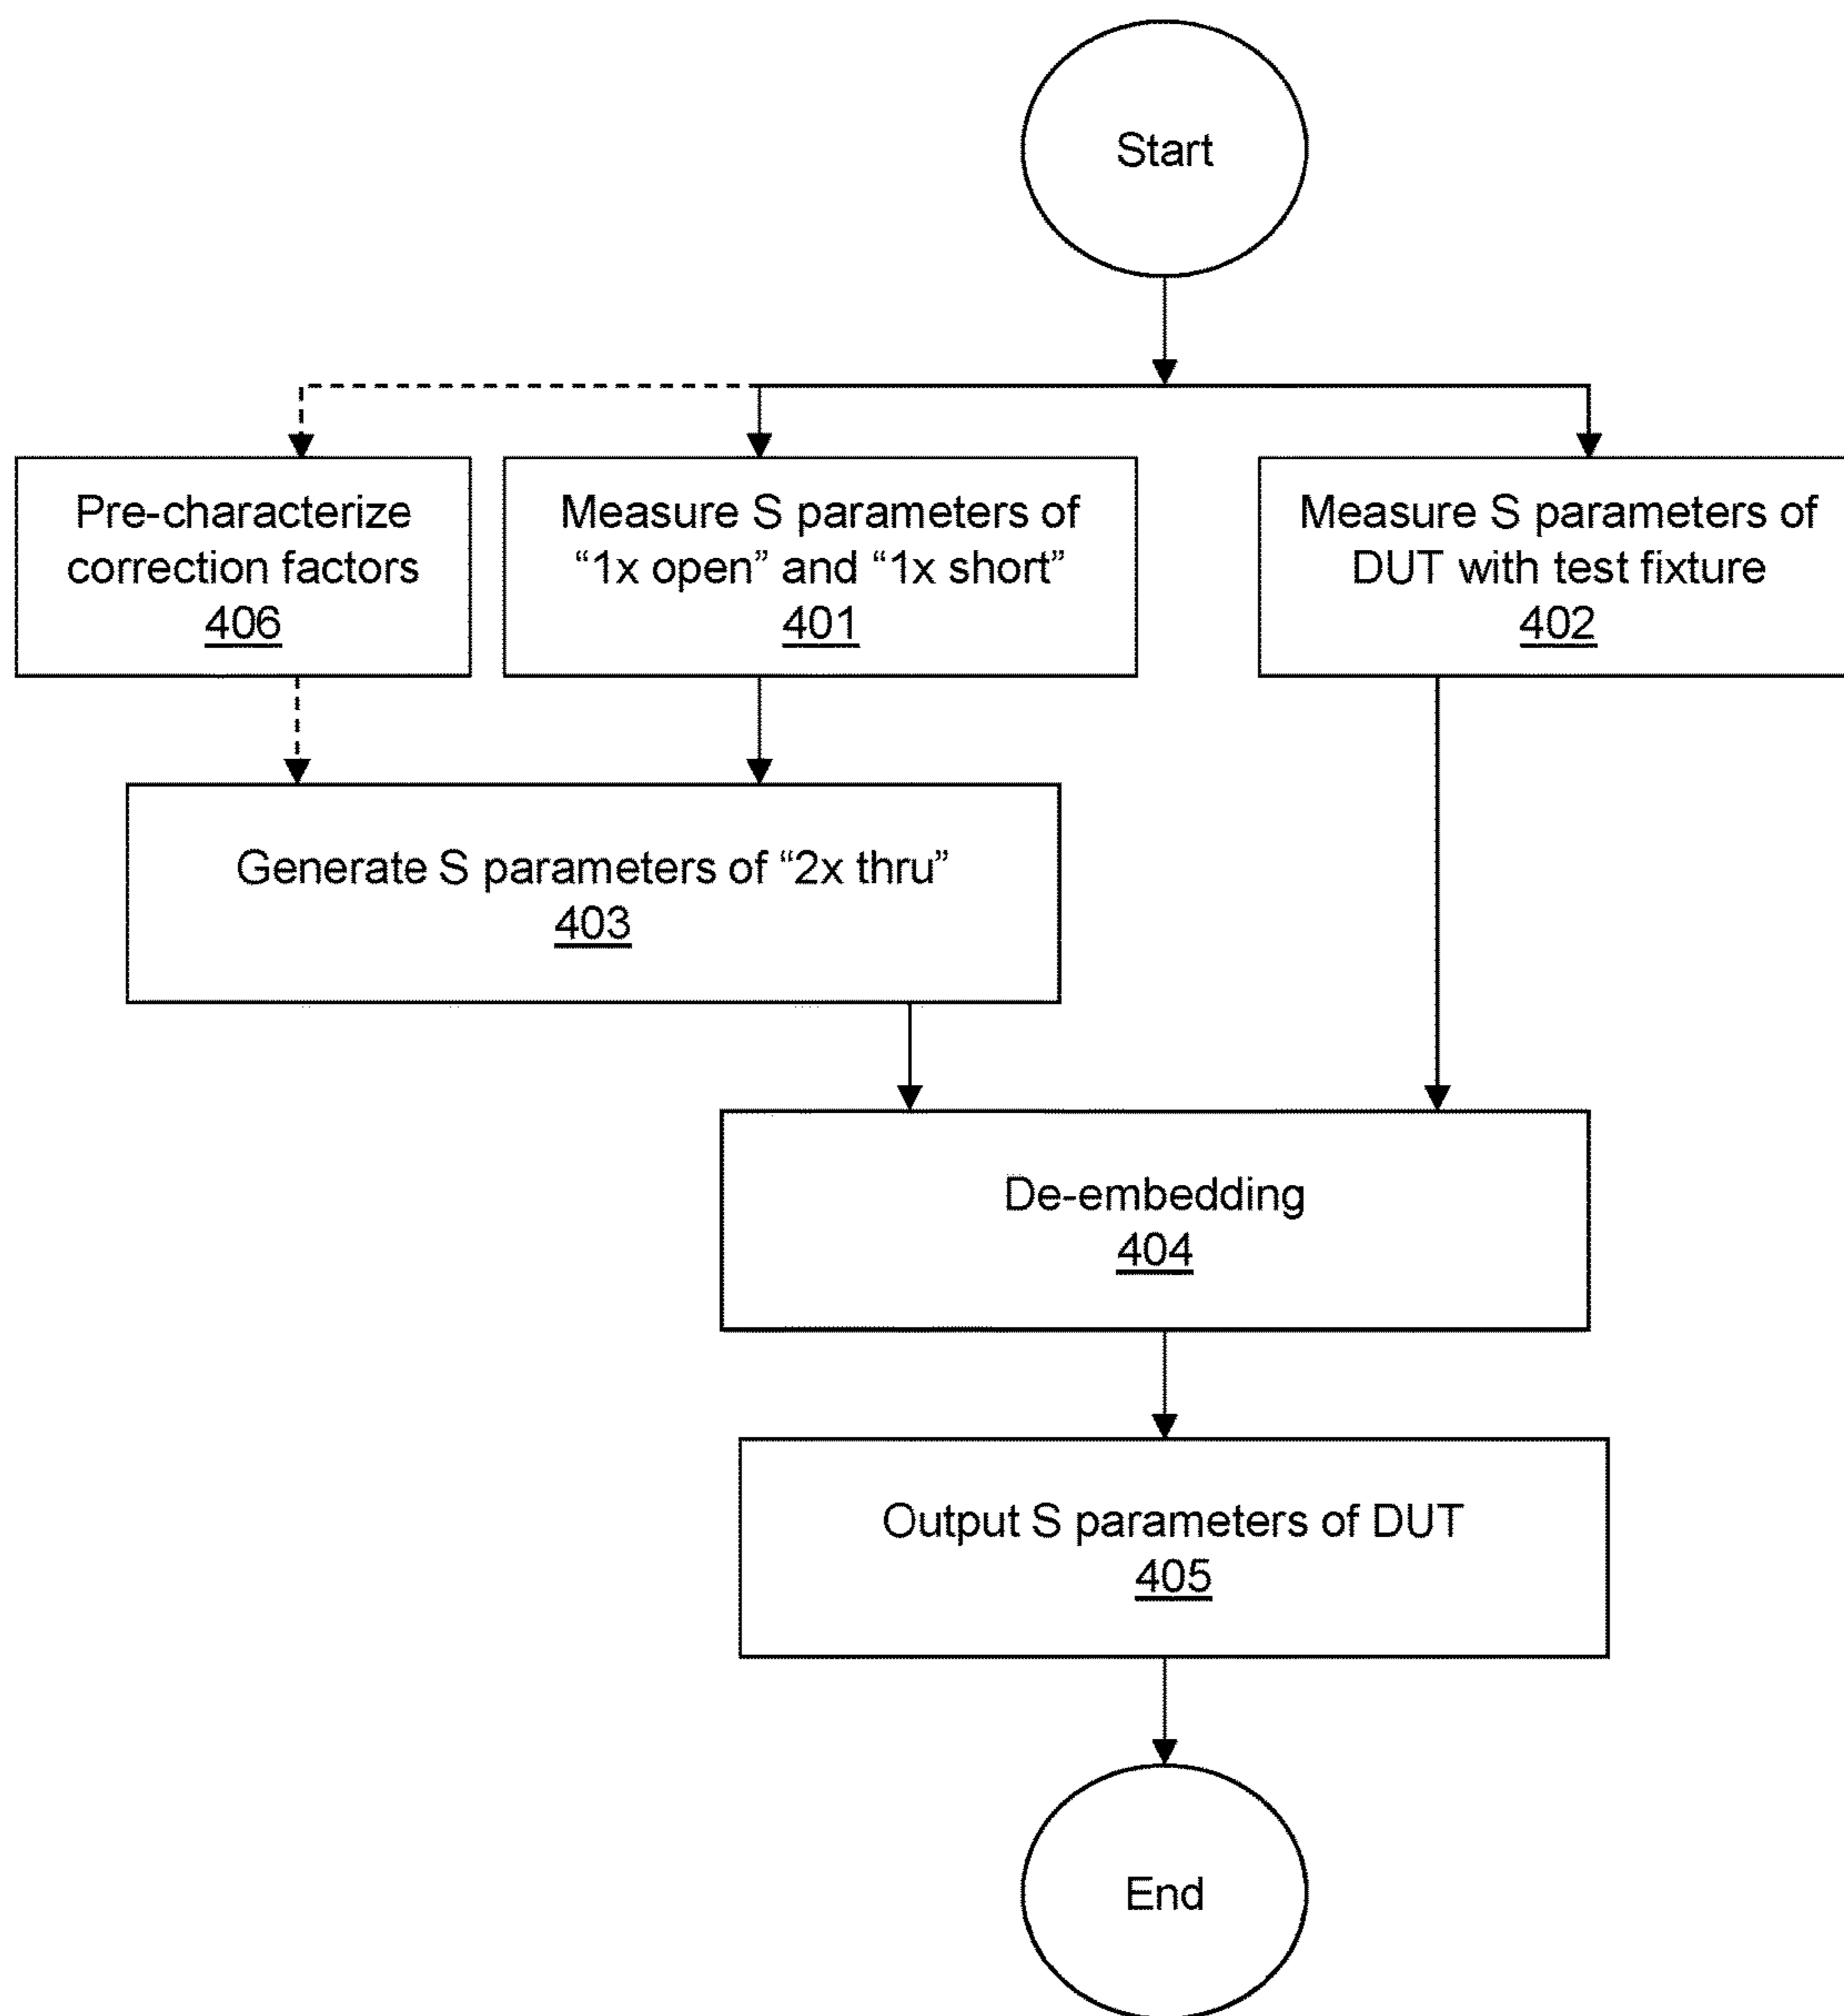 Start
Pre-characterize
correction factors
406
Measure S parameters of
“1x open” and “1x short”
401
Measure S parameters of
DUT with test fixture
402
Generate S parameters of “2x thru”
403
De-embedding
404
Output S parameters of DUT
405
End